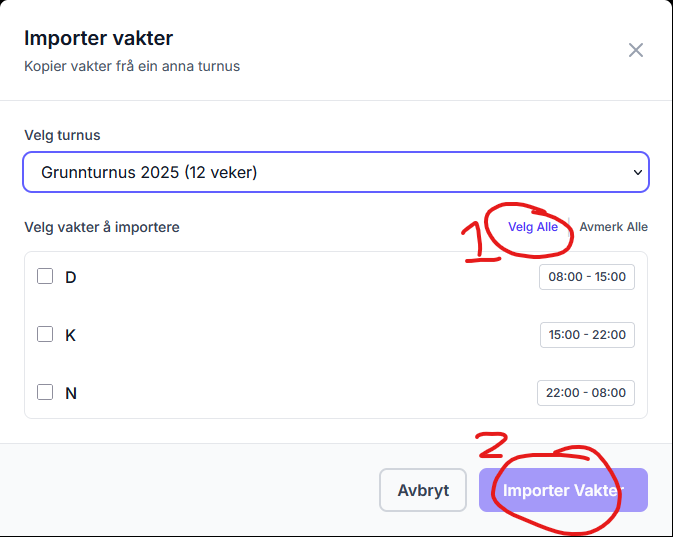 Importer vakter
Kopier vakter frå ein anna turnus
Velg turnus
Grunnturnus 2025 (12 veker)
Velg vakter å importere
1
Velg Alle
Avmerk Alle
D
08:00 - 15:00
K
15:00 - 22:00
N
22:00 - 08:00
2
Avbryt
Importer Vakter